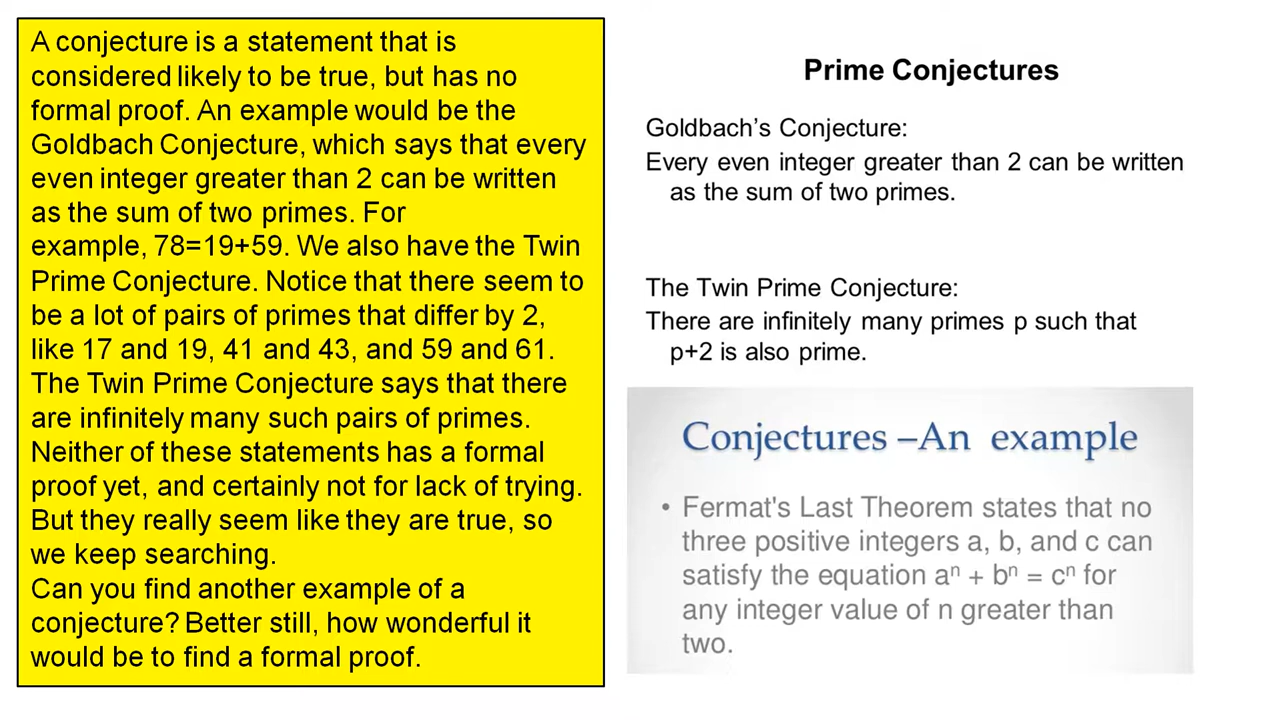 A conjecture is a statement that is
considered likely to be true, but has no
formal proof. An example would be the
Goldbach Conjecture, which says that every
even integer greater than 2 can be written
as the sum of two primes. For
example, 78=19+59. We also have the Twin
Prime Conjecture. Notice that there seem to
be a lot of pairs of primes that differ by 2,
like 17 and 19, 41 and 43, and 59 and 61.
The Twin Prime Conjecture says that there
are infinitely many such pairs of primes.
Neither of these statements has a formal
proof yet, and certainly not for lack of trying.
But they really seem like they are true, so
we keep searching.
Can you find another example of a
conjecture? Better still, how wonderful it
would be to find a formal proof.
Prime Conjectures
Goldbach’s Conjecture:
Every even integer greater than 2 can be written
as the sum of two primes.
The Twin Prime Conjecture:
There are infinitely many primes p such that
p+2 is also prime.
Conjectures –An example
• Fermat's Last Theorem states that no
three positive integers a, b, and c can
satisfy the equation aⁿ + bⁿ = cⁿ for
any integer value of n greater than
two.